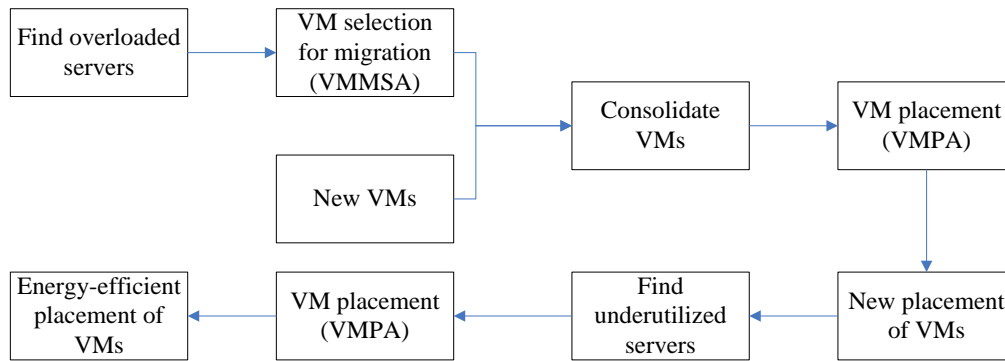 Find overloaded
servers
VM selection
for migration
(VMMSA)
New VMs
Consolidate
VMs
VM placement
(VMPA)
New placement
of VMs
Find
underutilized
servers
VM placement
(VMPA)
Energy-efficient
placement of
VMs